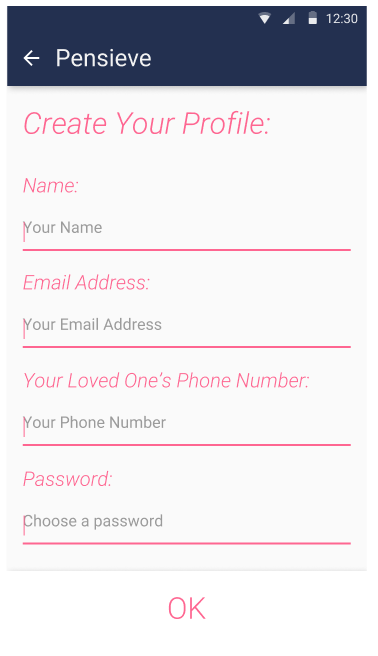 12:30
Pensieve
Create Your Profile:
Name:
Your Name
Email Address:
Your Email Address
Your Loved One's Phone Number:
Your Phone Number
Password:
Choose a password
OK